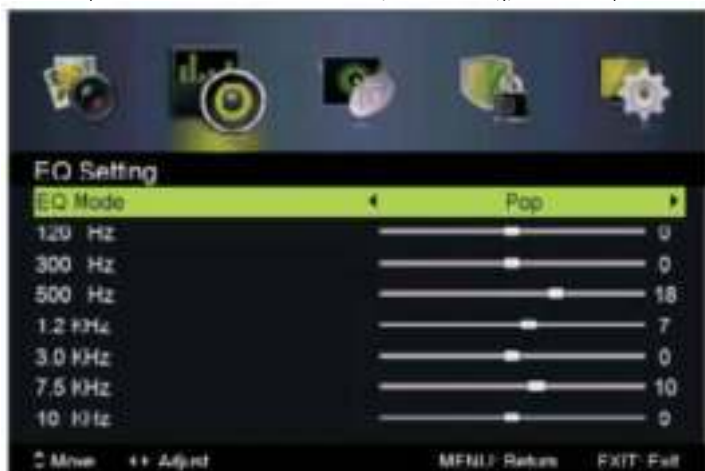 EQ Setting
EQ Mode Pop
120 Hz 0
300 Hz 0
500 Hz 18
1.2 KHz 7
3.0 KHz 0
7.5 KHz 10
10 KHz 0
Move Adjust MENU: Return EXIT: Exit